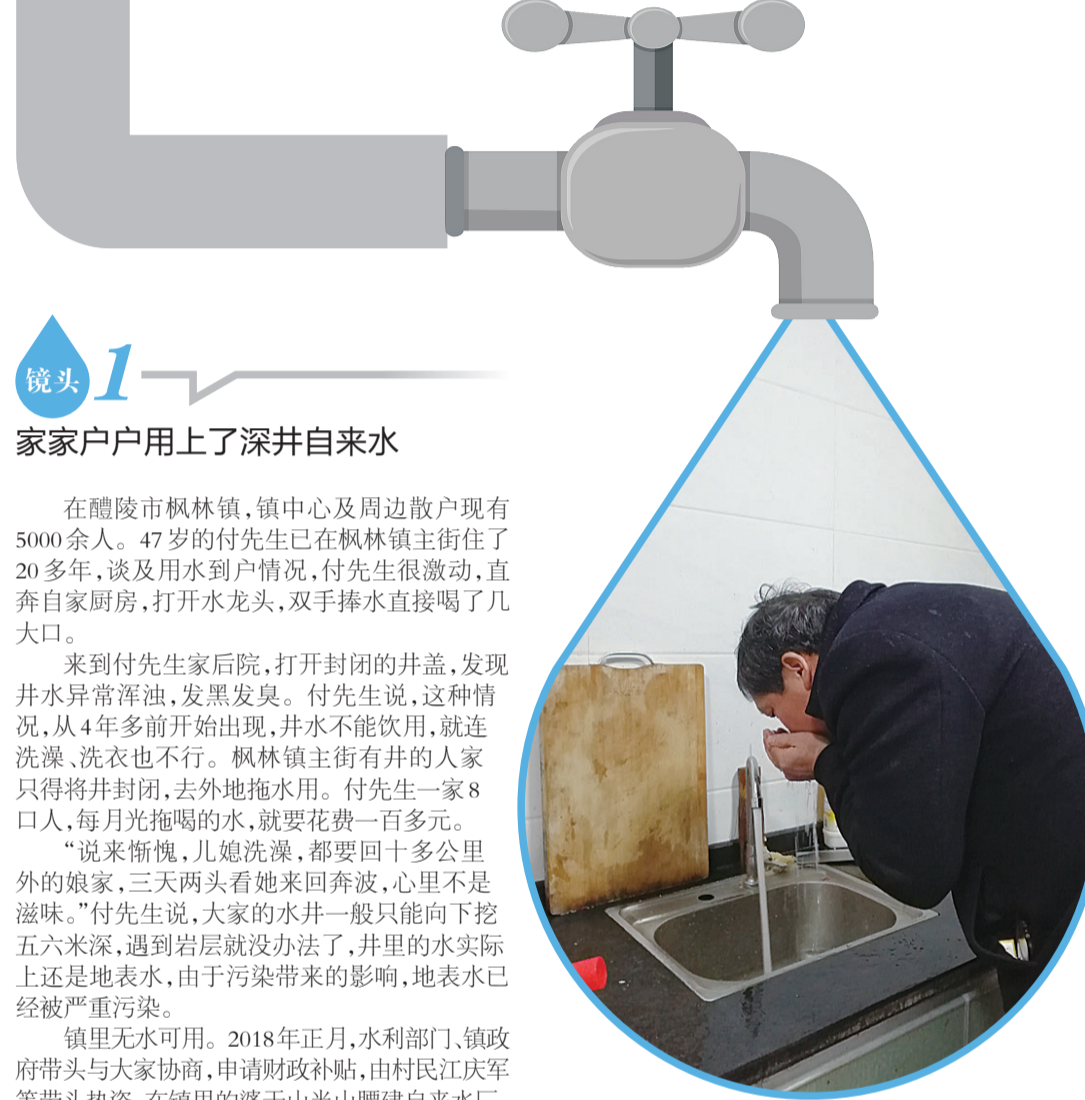 镜头 1
家家户户用上了深井自来水
在醴陵市枫林镇,镇中心及周边散户现有
5000余人。47岁的付先生已在枫林镇主街住了
20多年,谈及用水到户情况,付先生很激动,直
奔自家厨房,打开水龙头,双手捧水直接喝了几
大口。
来到付先生家后院,打开封闭的井盖,发现
井水异常浑浊,发黑发臭。付先生说,这种情
况,从4年多前开始出现,井水不能饮用,就连
洗澡、洗衣也不行。枫林镇主街有井的人家
只得将井封闭,去外地拖水用。付先生一家8
口人,每月光拖喝的水,就要花费一百多元。
“说来惭愧,儿媳洗澡,都要回十多公里
外的娘家,三天两头看她来回奔波,心里不是
滋味。”付先生说,大家的水井一般只能向下挖
五六米深,遇到岩层就没办法了,井里的水实际
上还是地表水,由于污染带来的影响,地表水已
经被严重污染。
镇里无水可用。2018年正月,水利部门、镇政
府带头与大家协商,申请财政补贴,由村民江庆军